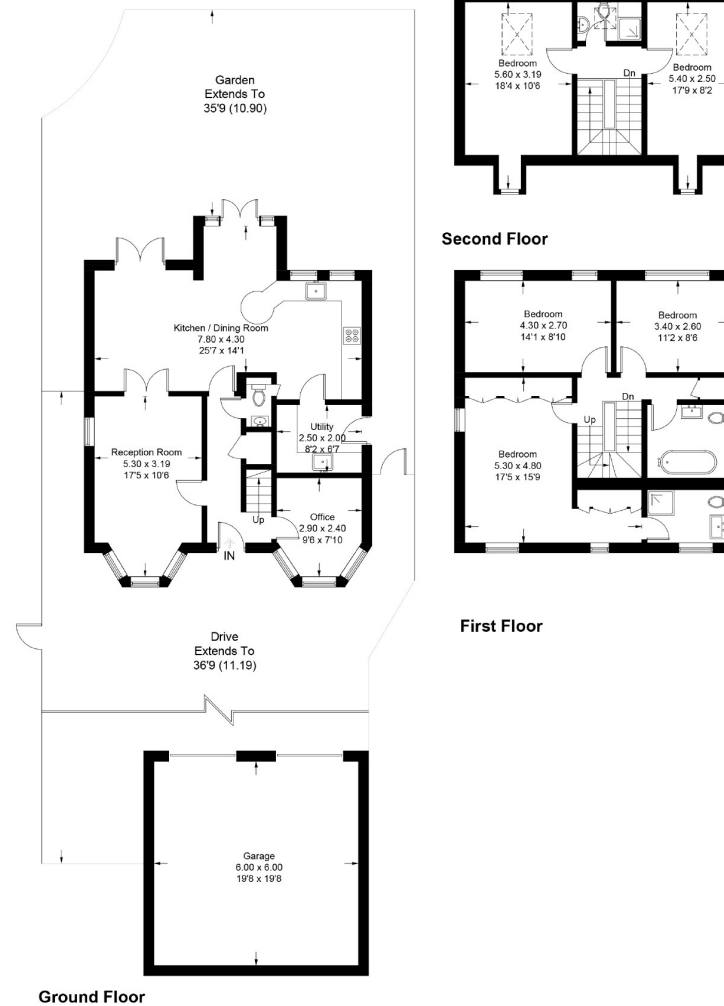 Garden
Extends To
35'9 (10.90)
Kitchen / Dining Room
7.80 x 4.30
25'7 x 14'1
Reception Room
5.30 x 3.19
17'5 x 10'6
Utility
2.50 x 2.00
8'2 x 6'7
Office
2.90 x 2.40
9'6 x 7'10
Up
IN
Drive
Extends To
36'9 (11.19)
Garage
6.00 x 6.00
19'8 x 19'8
Ground Floor
Bedroom
5.60 x 3.19
18'4 x 10'6
Dn
Bedroom
5.40 x 2.50
17'9 x 8'2
Second Floor
Bedroom
4.30 x 2.70
14'1 x 8'10
Bedroom
3.40 x 2.60
11'2 x 8'6
Up
Dn
Bedroom
5.30 x 4.80
17'5 x 15'9
First Floor